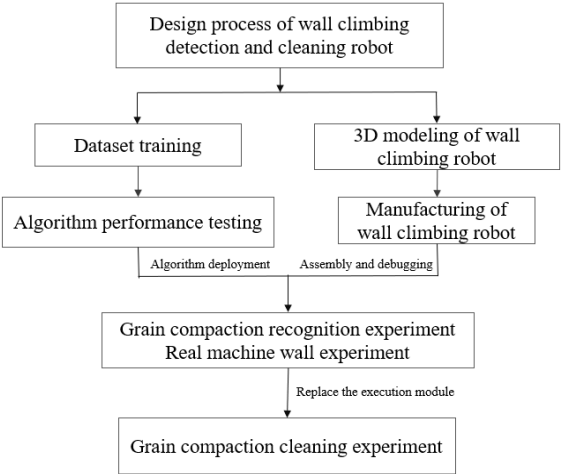 Design process of wall climbing
detection and cleaning robot
Dataset training
3D modeling of wall
climbing robot
Algorithm performance testing
Manufacturing of
wall climbing robot
Algorithm deployment
Assembly and debugging
Grain compaction recognition experiment
Real machine wall experiment
Replace the execution module
Grain compaction cleaning experiment